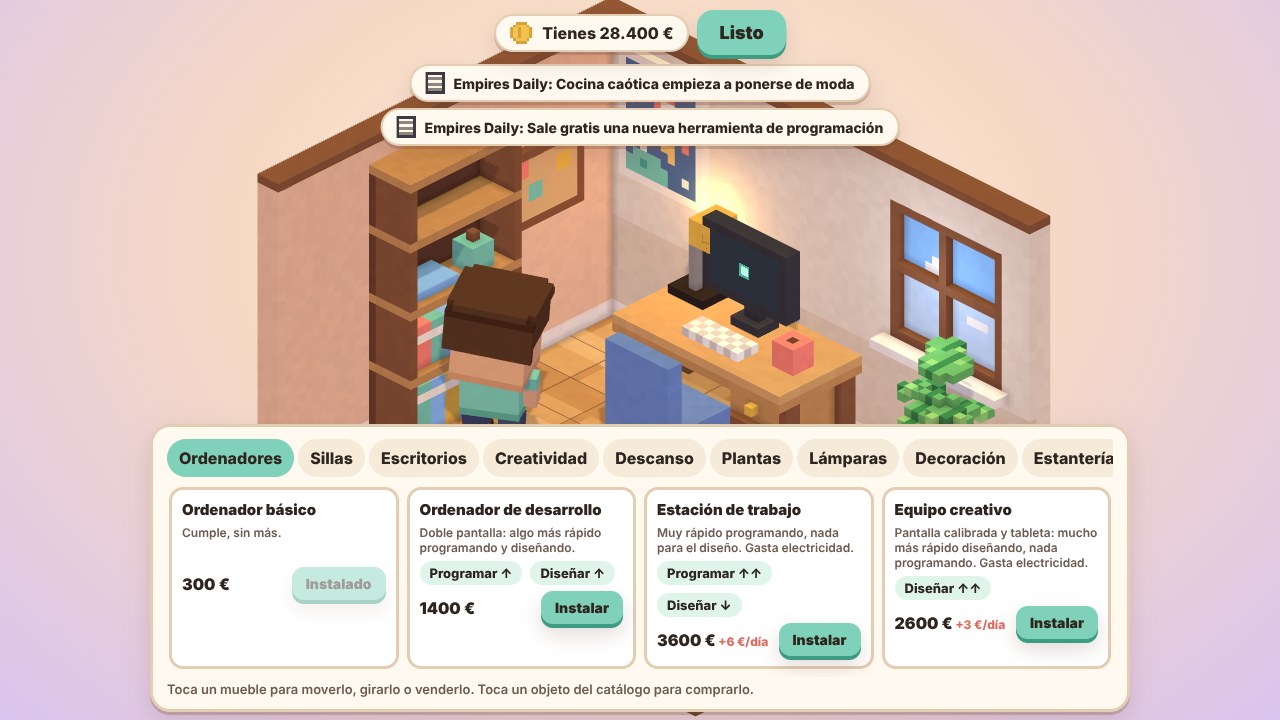 Tienes 28.400 €
Listo
Empires Daily: Cocina caótica empieza a ponerse de moda
Empires Daily: Sale gratis una nueva herramienta de programación
Ordenadores
Sillas
Escritorios
Creatividad
Descanso
Plantas
Lámparas
Decoración
Estantería
Ordenador básico
Cumple, sin más.
300 €
Instalado
Ordenador de desarrollo
Doble pantalla: algo más rápido
programando y diseñando.
Programar ↑
Diseñar ↑
1400 €
Instalar
Estación de trabajo
Muy rápido programando, nada
para el diseño. Gasta electricidad.
Programar ↑↑
Diseñar ↓
3600 € +6 €/día
Instalar
Equipo creativo
Pantalla calibrada y tableta: mucho
más rápido diseñando, nada
programando. Gasta electricidad.
Diseñar ↑↑
2600 € +3 €/día
Instalar
Toca un mueble para moverlo, girarlo o venderlo. Toca un objeto del catálogo para comprarlo.